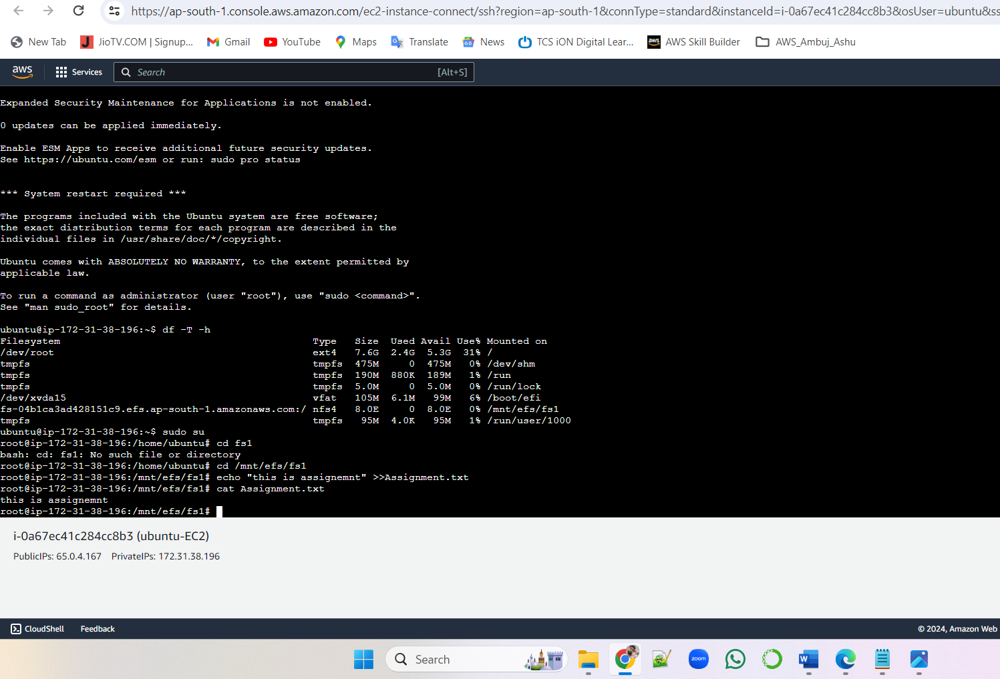 https://ap-south-1.console.aws.amazon.com/ec2-instance-connect/ssh?region=ap-south-1&connType=standard&instanceId=i-0a67ec41c284cc8b3&osUser=ubuntu&ss
New Tab JioTV.COM | Signup... Gmail YouTube Maps Translate News TCS iON Digital Lear... AWS Skill Builder AWS_Ambuj_Ashu
aws Services Search [Alt+S]
Expanded Security Maintenance for Applications is not enabled.
0 updates can be applied immediately.
Enable ESM Apps to receive additional future security updates.
See https://ubuntu.com/esm or run: sudo pro status
*** System restart required ***
The programs included with the Ubuntu system are free software;
the exact distribution terms for each program are described in the
individual files in /usr/share/doc/*/copyright.
Ubuntu comes with ABSOLUTELY NO WARRANTY, to the extent permitted by
applicable law.
To run a command as administrator (user "root"), use "sudo <command>".
See "man sudo_root" for details.
ubuntu@ip-172-31-38-196:~$ df -T -h
Filesystem Type Size Used Avail Use% Mounted on
/dev/root ext4 7.6G 2.4G 5.3G 31% /
tmpfs tmpfs 475M 0 475M 0% /dev/shm
tmpfs tmpfs 190M 880K 189M 1% /run
tmpfs tmpfs 5.0M 0 5.0M 0% /run/lock
/dev/xvda15 vfat 105M 6.1M 99M 6% /boot/efi
fs-04b1ca3ad428151c9.efs.ap-south-1.amazonaws.com:/ nfs4 8.0E 0 8.0E 0% /mnt/efs/fs1
tmpfs tmpfs 95M 4.0K 95M 1% /run/user/1000
ubuntu@ip-172-31-38-196:~$ sudo su
root@ip-172-31-38-196:/home/ubuntu# cd fs1
bash: cd: fs1: No such file or directory
root@ip-172-31-38-196:/home/ubuntu# cd /mnt/efs/fs1
root@ip-172-31-38-196:/mnt/efs/fs1# echo "this is assignemnt" >>Assignment.txt
root@ip-172-31-38-196:/mnt/efs/fs1# cat Assignment.txt
this is assignemnt
root@ip-172-31-38-196:/mnt/efs/fs1#
i-0a67ec41c284cc8b3 (ubuntu-EC2)
PublicIPs: 65.0.4.167 PrivateIPs: 172.31.38.196
CloudShell Feedback © 2024, Amazon Web
Search zoom W